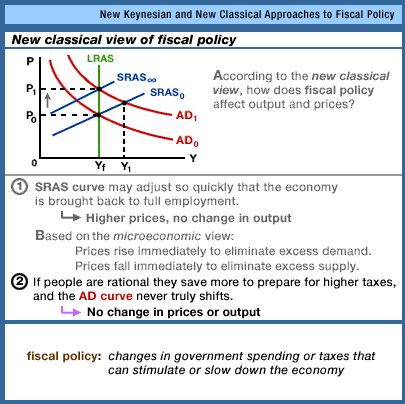 New Keynesian and New Classical Approaches to Fiscal Policy
New classical view of fiscal policy
P
LRAS
SRAS∞
P1
SRAS0
P0
AD1
AD0
0
Yf
Y1
Y
According to the new classical
view, how does fiscal policy
affect output and prices?
1 SRAS curve may adjust so quickly that the economy
is brought back to full employment.
Higher prices, no change in output
Based on the microeconomic view:
Prices rise immediately to eliminate excess demand.
Prices fall immediately to eliminate excess supply.
2 If people are rational they save more to prepare for higher taxes,
and the AD curve never truly shifts.
No change in prices or output
fiscal policy: changes in government spending or taxes that
can stimulate or slow down the economy